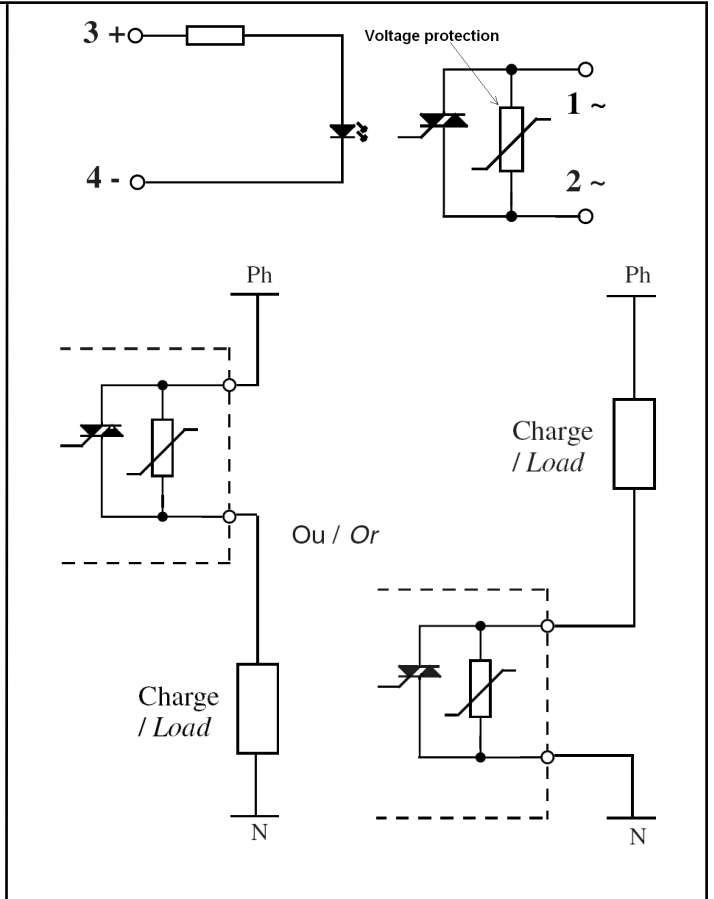 3 +
Voltage protection
1 ~
4 -
2 ~
Ph
Ph
Charge
/ Load
Ou / Or
Charge
/ Load
N
N